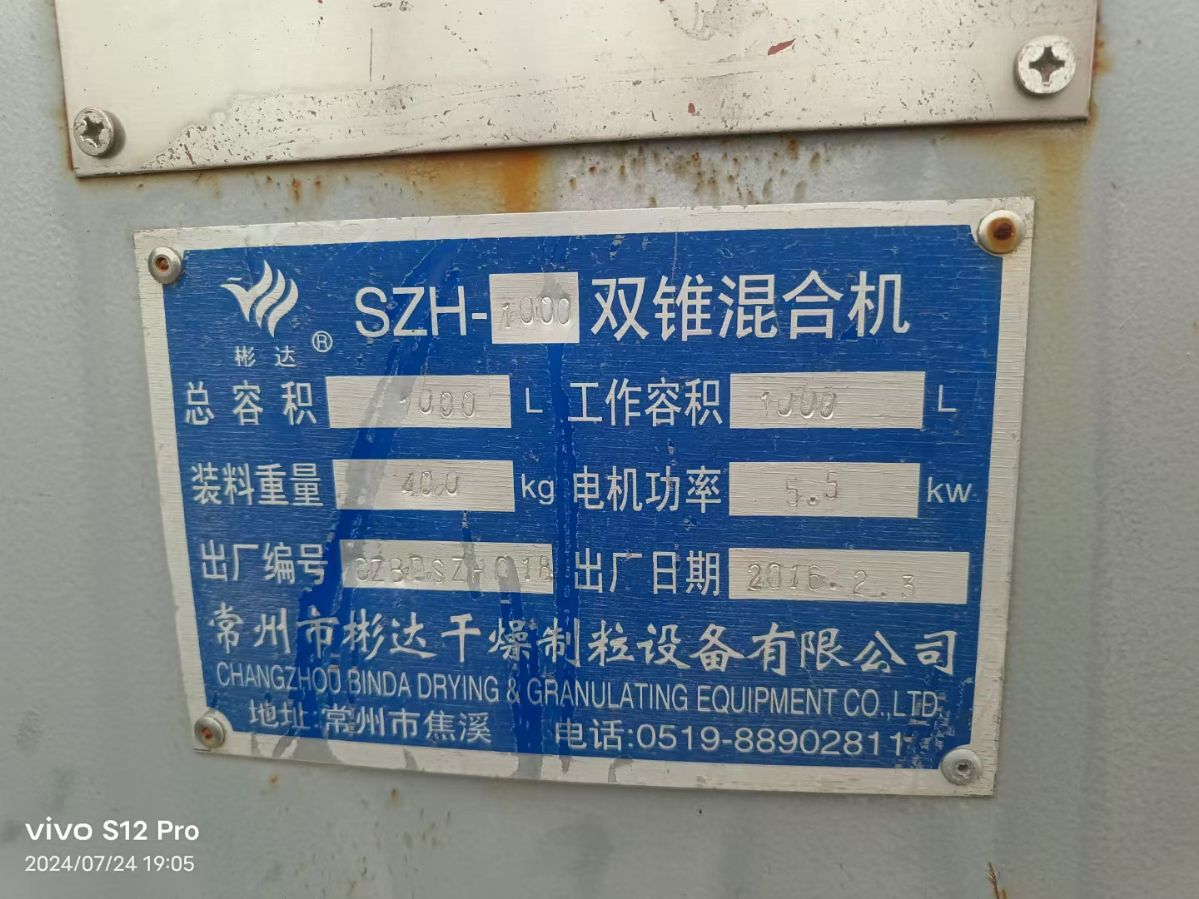 彬达 ®
SZH-1000 双锥混合机
总容积 1000 L 工作容积 1000 L
装料重量 400 kg 电机功率 5.5 kw
出厂编号 CZBDSZHC18 出厂日期 2016.2.3
常州市彬达干燥制粒设备有限公司
CHANGZHOU BINDA DRYING & GRANULATING EQUIPMENT CO.,LTD.
地址:常州市焦溪 电话:0519-88902811
vivo S12 Pro
2024/07/24 19:05